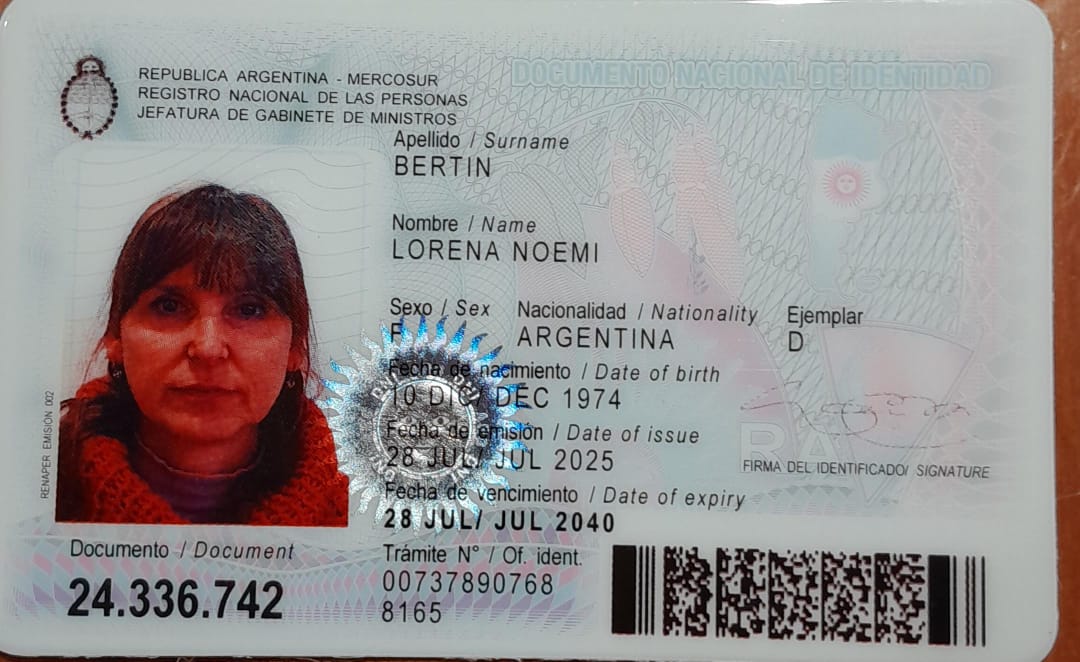 REPUBLICA ARGENTINA - MERCOSUR
REGISTRO NACIONAL DE LAS PERSONAS
JEFATURA DE GABINETE DE MINISTROS
DOCUMENTO NACIONAL DE IDENTIDAD
Apellido / Surname
BERTIN
Nombre / Name
LORENA NOEMI
Sexo / Sex Nacionalidad / Nationality Ejemplar
F ARGENTINA D
Fecha de nacimiento / Date of birth
10 DIC/ DEC 1974
Fecha de emisión / Date of issue
28 JUL/ JUL 2025
FIRMA DEL IDENTIFICADO/ SIGNATURE
Fecha de vencimiento / Date of expiry
28 JUL/ JUL 2040
RENAPER EMISIÓN 002
Documento / Document
24.336.742
Trámite N° / Of. ident.
00737890768
8165